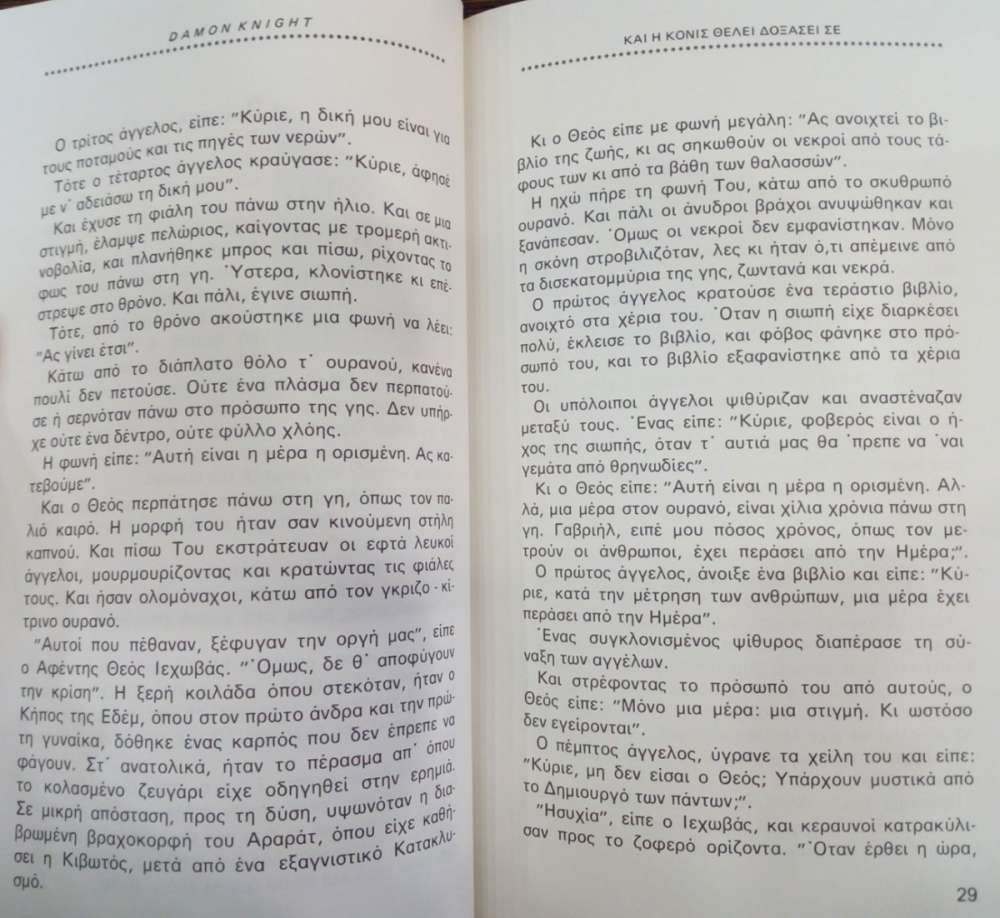 DAMON KNIGHT
Ο τρίτος άγγελος, είπε: “Κύριε, η δική μου είναι για
τους ποταμούς και τις πηγές των νερών”.
Τότε ο τέταρτος άγγελος κραύγασε: “Κύριε, άφησέ
με ν᾽ αδειάσω τη δική μου”.
Και έχυσε τη φιάλη του πάνω στην ήλιο. Και σε μια
στιγμή, έλαμψε πελώριος, καίγοντας με τρομερή ακτι-
νοβολία, και πλανήθηκε μπρος και πίσω, ρίχοντας το
φως του πάνω στη γη. ᾽Υστερα, κλονίστηκε κι επέ-
στρεψε στο θρόνο. Και πάλι, έγινε σιωπή.
Τότε, από το θρόνο ακούστηκε μια φωνή να λέει:
“Ας γίνει έτσι”.
Κάτω από το διάπλατο θόλο τ᾽ ουρανού, κανένα
πουλί δεν πετούσε. Ούτε ένα πλάσμα δεν περπατού-
σε ή σερνόταν πάνω στο πρόσωπο της γης. Δεν υπήρ-
χε ούτε ένα δέντρο, ούτε φύλλο χλόης.
Η φωνή είπε: “Αυτή είναι η μέρα η ορισμένη. Ας κα-
τεβούμε”.
Και ο Θεός περπάτησε πάνω στη γη, όπως τον πα-
λιό καιρό. Η μορφή του ήταν σαν κινούμενη στήλη
καπνού. Και πίσω Του εκστράτευαν οι εφτά λευκοί
άγγελοι, μουρμουρίζοντας και κρατώντας τις φιάλες
τους. Και ήσαν ολομόναχοι, κάτω από τον γκριζο - κί-
τρινο ουρανό.
“Αυτοί που πέθαναν, ξέφυγαν την οργή μας”, είπε
ο Αφέντης Θεός Ιεχωβάς. “᾽Ομως, δε θ᾽ αποφύγουν
την κρίση”. Η ξερή κοιλάδα όπου στεκόταν, ήταν ο
Κήπος της Εδέμ, όπου στον πρώτο άνδρα και την πρώ-
τη γυναίκα, δόθηκε ένας καρπός που δεν έπρεπε να
φάγουν. Στ᾽ ανατολικά, ήταν το πέρασμα απ᾽ όπου
το κολασμένο ζευγάρι είχε οδηγηθεί στην ερημιά.
Σε μικρή απόσταση, προς τη δύση, υψωνόταν η δια-
βρωμένη βραχοκορφή του Αραράτ, όπου είχε καθή-
σει η Κιβωτός, μετά από ένα εξαγνιστικό Κατακλυ-
σμό.
ΚΑΙ Η ΚΟΝΙΣ ΘΕΛΕΙ ΔΟΞΑΣΕΙ ΣΕ
Κι ο Θεός είπε με φωνή μεγάλη: “Ας ανοιχτεί το βι-
βλίο της ζωής, κι ας σηκωθούν οι νεκροί από τους τά-
φους των κι από τα βάθη των θαλασσών”.
Η ηχώ πήρε τη φωνή Του, κάτω από το σκυθρωπό
ουρανό. Και πάλι οι άνυδροι βράχοι ανυψώθηκαν και
ξανάπεσαν. ᾽Ομως οι νεκροί δεν εμφανίστηκαν. Μόνο
η σκόνη στροβιλιζόταν, λες κι ήταν ό,τι απέμεινε από
τα δισεκατομμύρια της γης, ζωντανά και νεκρά.
Ο πρώτος άγγελος κρατούσε ένα τεράστιο βιβλίο,
ανοιχτό στα χέρια του. ᾽Οταν η σιωπή είχε διαρκέσει
πολύ, έκλεισε το βιβλίο, και φόβος φάνηκε στο πρό-
σωπό του, και το βιβλίο εξαφανίστηκε από τα χέρια
του.
Οι υπόλοιποι άγγελοι ψιθύριζαν και αναστέναζαν
μεταξύ τους. ᾽Ενας είπε: “Κύριε, φοβερός είναι ο ή-
χος της σιωπής, όταν τ᾽ αυτιά μας θα ᾽πρεπε να ᾽ναι
γεμάτα από θρηνωδίες”.
Κι ο Θεός είπε: “Αυτή είναι η μέρα η ορισμένη. Αλ-
λά, μια μέρα στον ουρανό, είναι χίλια χρόνια πάνω στη
γη. Γαβριήλ, ειπέ μου πόσος χρόνος, όπως τον με-
τρούν οι άνθρωποι, έχει περάσει από την Ημέρα;”.
Ο πρώτος άγγελος, άνοιξε ένα βιβλίο και είπε: “Κύ-
ριε, κατά την μέτρηση των ανθρώπων, μια μέρα έχει
περάσει από την Ημέρα”.
᾽Ενας συγκλονισμένος ψίθυρος διαπέρασε τη σύ-
ναξη των αγγέλων.
Και στρέφοντας το πρόσωπό του από αυτούς, ο
Θεός είπε: “Μόνο μια μέρα: μια στιγμή. Κι ωστόσο
δεν εγείρονται”.
Ο πέμπτος άγγελος, ύγρανε τα χείλη του και είπε:
“Κύριε, μη δεν είσαι ο Θεός; Υπάρχουν μυστικά από
το Δημιουργό των πάντων;”.
“Ησυχία”, είπε ο Ιεχωβάς, και κεραυνοί κατρακύλι-
σαν προς το ζοφερό ορίζοντα. “᾽Οταν έρθει η ώρα,
29